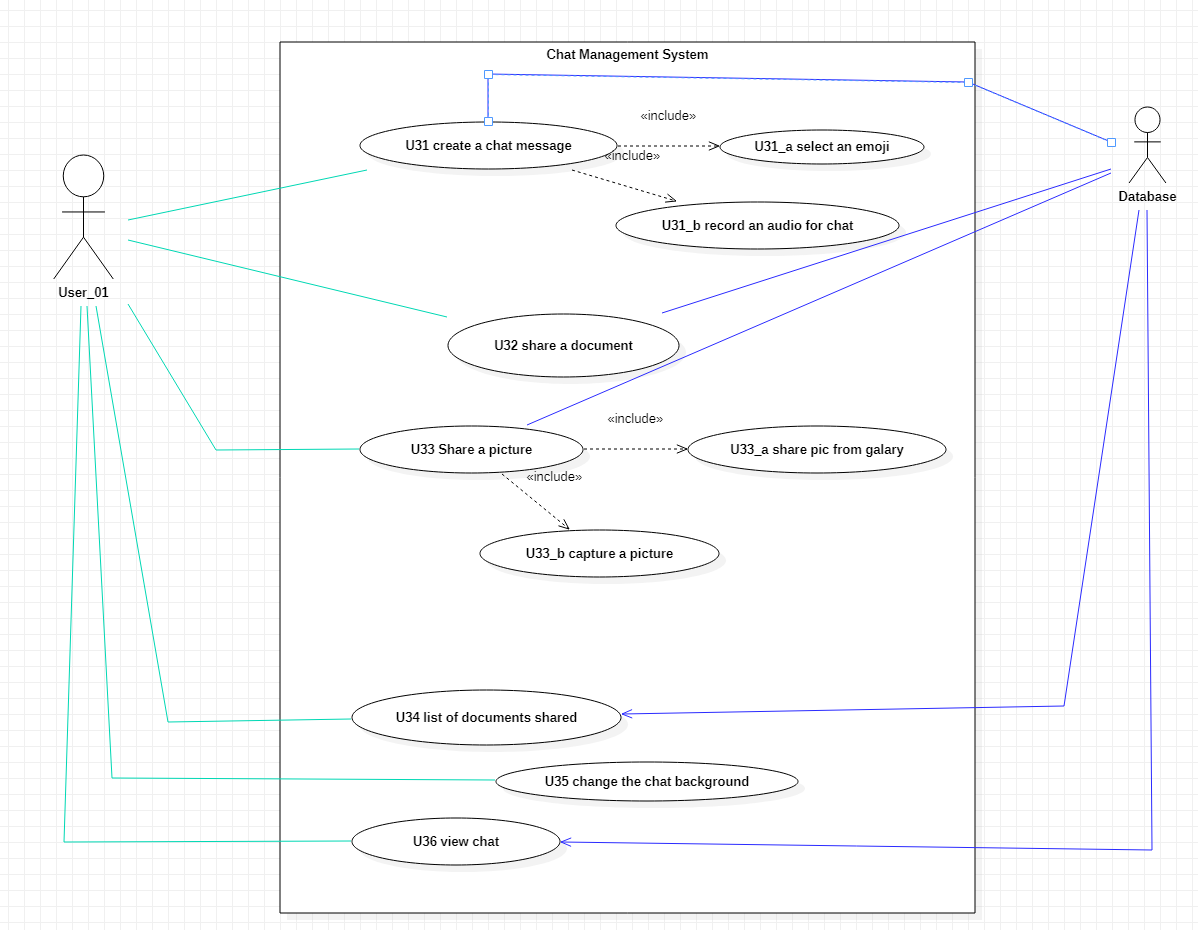 Chat Management System
«include»
U31 create a chat message
U31_a select an emoji
«include»
Database
U31_b record an audio for chat
User_01
U32 share a document
«include»
U33 Share a picture
U33_a share pic from galary
«include»
U33_b capture a picture
U34 list of documents shared
U35 change the chat background
U36 view chat